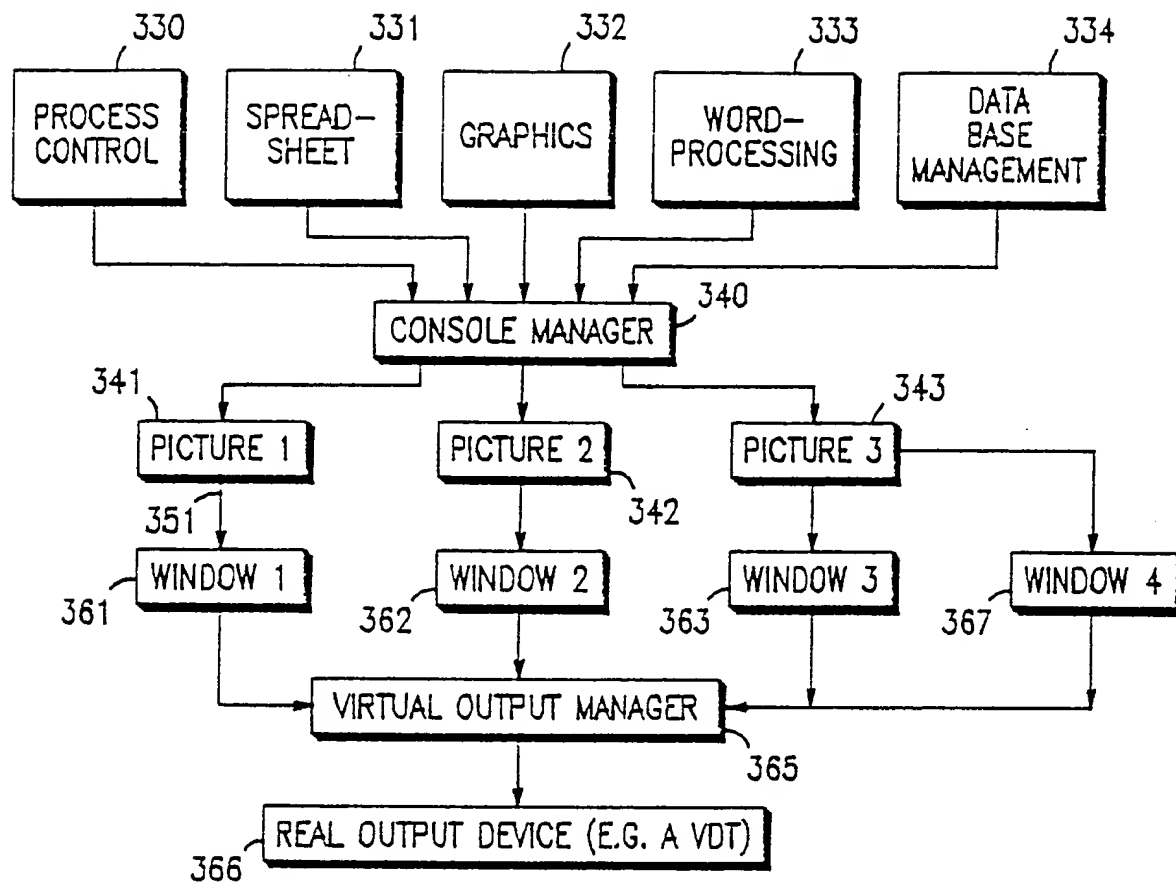 330
331
332
333
334
PROCESS
CONTROL
SPREAD-
SHEET
GRAPHICS
WORD-
PROCESSING
DATA
BASE
MANAGEMENT
340
CONSOLE MANAGER
341
343
PICTURE 1
PICTURE 2
PICTURE 3
342
351
WINDOW 1
WINDOW 2
WINDOW 3
WINDOW 4
361
362
363
367
VIRTUAL OUTPUT MANAGER
365
REAL OUTPUT DEVICE (E.G. A VDT)
366